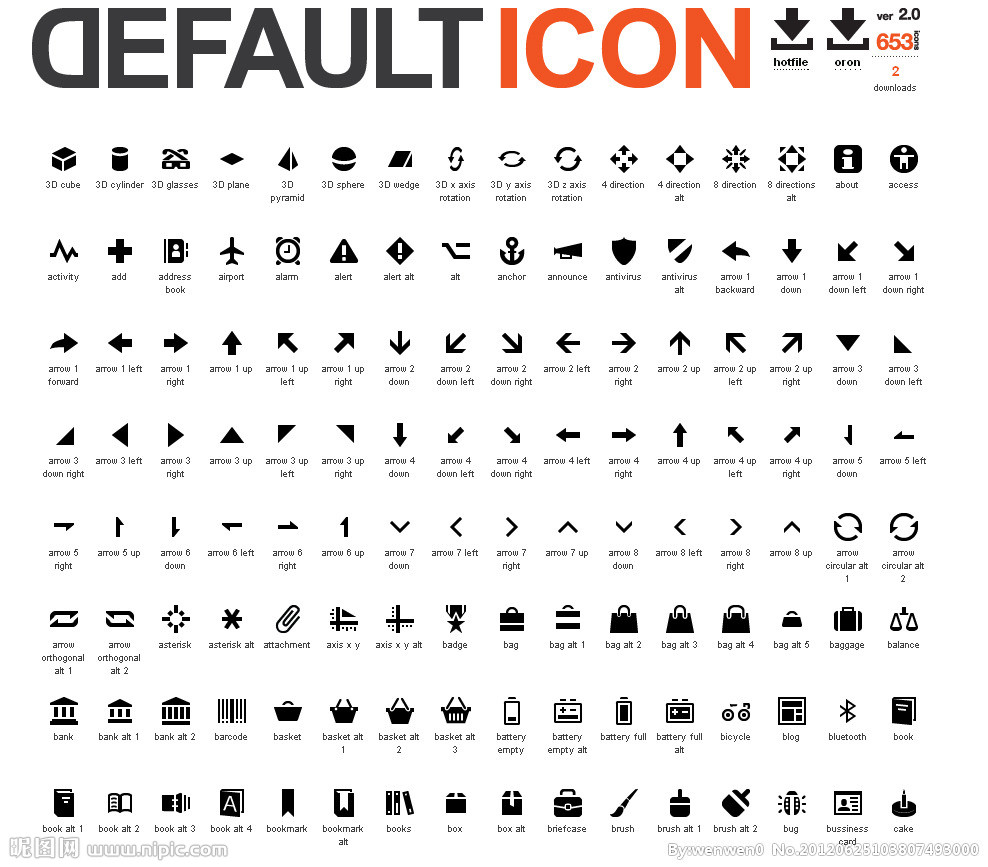 DEFAULT ICON
ver 2.0
653 icons
hotfile oron
2
downloads
3D cube 3D cylinder 3D glasses 3D plane 3D 3D sphere 3D wedge 3D x axis 3D y axis 3D z axis 4 direction 4 direction 8 direction 8 directions about access
pyramid rotation rotation rotation alt alt
activity add address airport alarm alert alert alt alt anchor announce antivirus antivirus arrow 1 arrow 1 arrow 1 arrow 1
book alt backward down down left down right
arrow 1 arrow 1 left arrow 1 arrow 1 up arrow 1 up arrow 1 up arrow 2 arrow 2 arrow 2 arrow 2 left arrow 2 arrow 2 up arrow 2 up arrow 2 up arrow 3 arrow 3
forward right left right down down left down right right left right down down left
arrow 3 arrow 3 left arrow 3 arrow 3 up arrow 3 up arrow 3 up arrow 4 arrow 4 arrow 4 arrow 4 left arrow 4 arrow 4 up arrow 4 up arrow 4 up arrow 5 arrow 5 left
down right right left right down down left down right right left right down
arrow 5 arrow 5 up arrow 6 arrow 6 left arrow 6 arrow 6 up arrow 7 arrow 7 left arrow 7 arrow 7 up arrow 8 arrow 8 left arrow 8 arrow 8 up arrow arrow
right down right down right down right circular alt circular alt
1 2
arrow arrow asterisk asterisk alt attachment axis x y axis x y alt badge bag bag alt 1 bag alt 2 bag alt 3 bag alt 4 bag alt 5 baggage balance
orthogonal orthogonal
alt 1 alt 2
bank bank alt 1 bank alt 2 barcode basket basket alt basket alt basket alt battery battery battery full battery full bicycle blog bluetooth book
1 2 3 empty empty alt alt
A
book alt 1 book alt 2 book alt 3 book alt 4 bookmark bookmark books box box alt briefcase brush brush alt 1 brush alt 2 bug bussiness cake
alt card
昵图网 www.nipic.com By:wenwen0 No.20120625103807493000